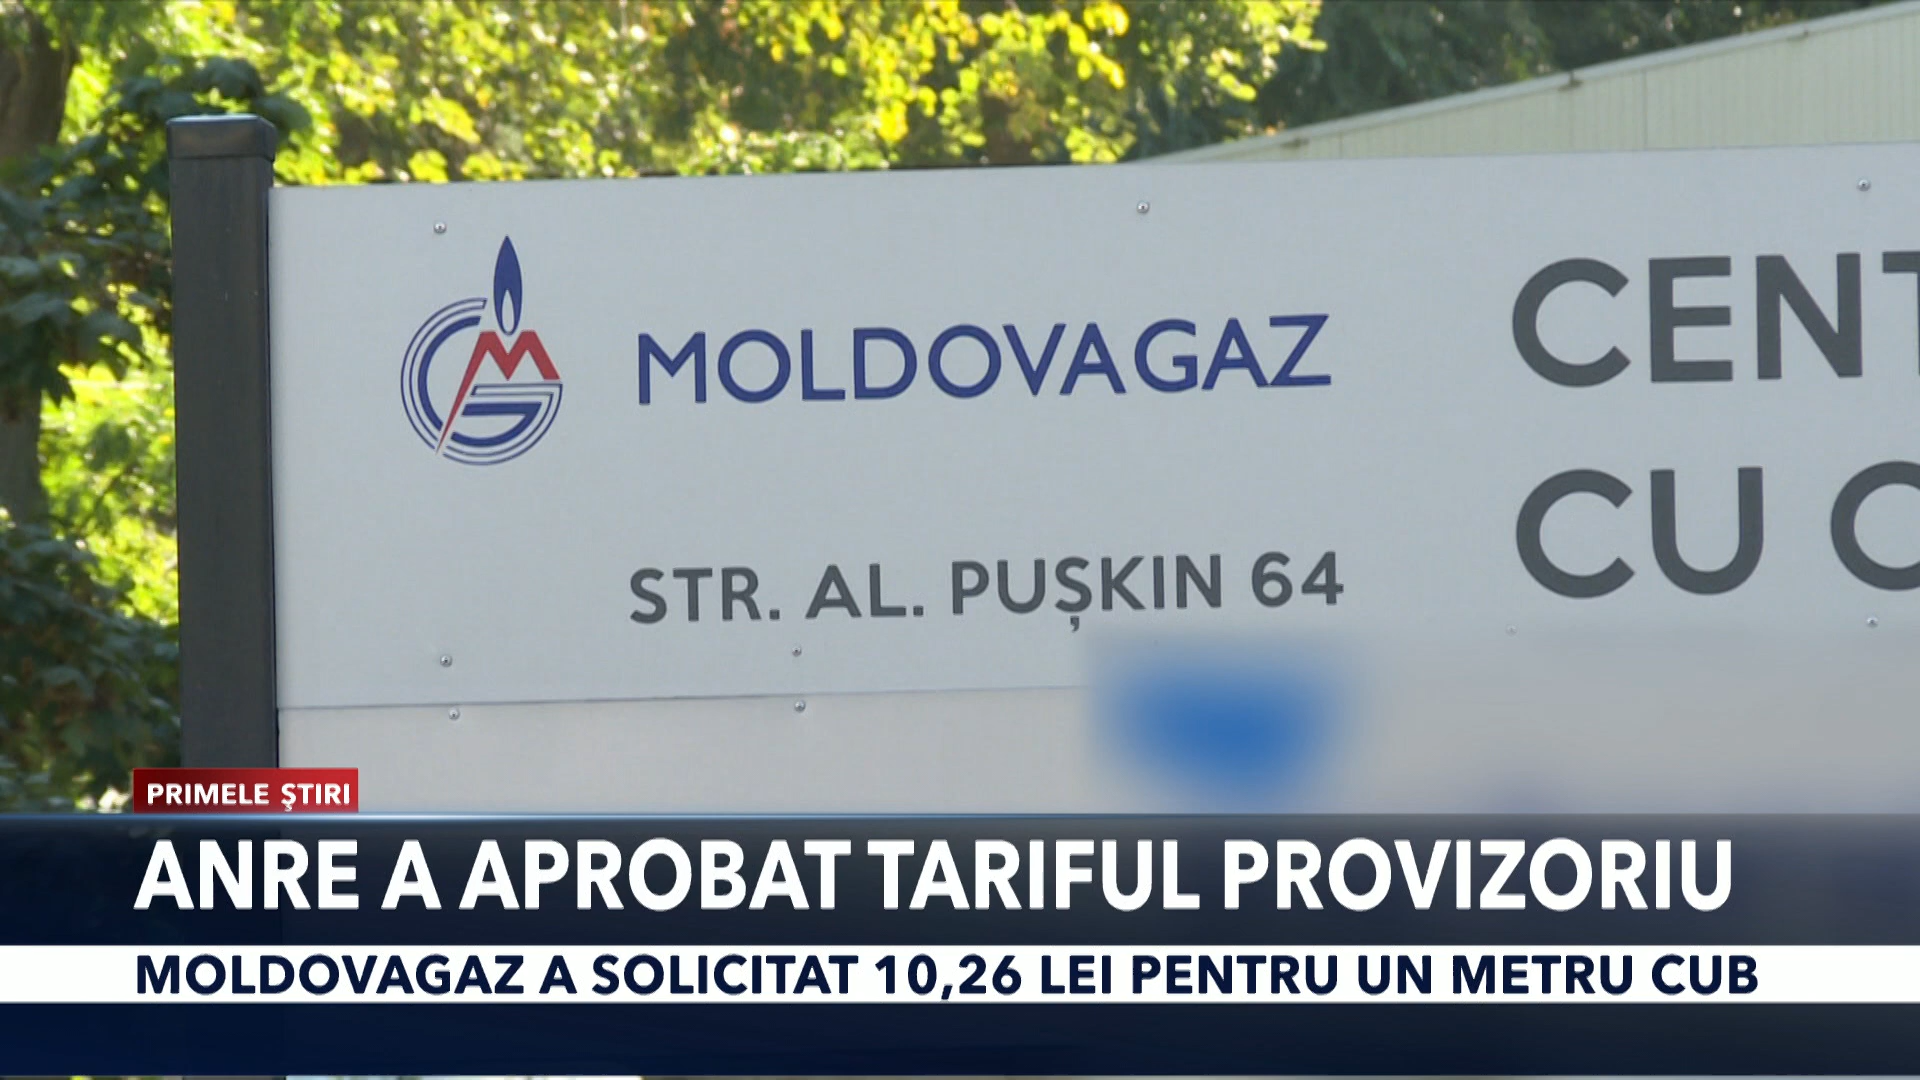 MOLDOVAGAZ
STR. AL. PUȘKIN 64
CENT
CU
PRIMELE ŞTIRI
ANRE A APROBAT TARIFUL PROVIZORIU
MOLDOVAGAZ A SOLICITAT 10,26 LEI PENTRU UN METRU CUB